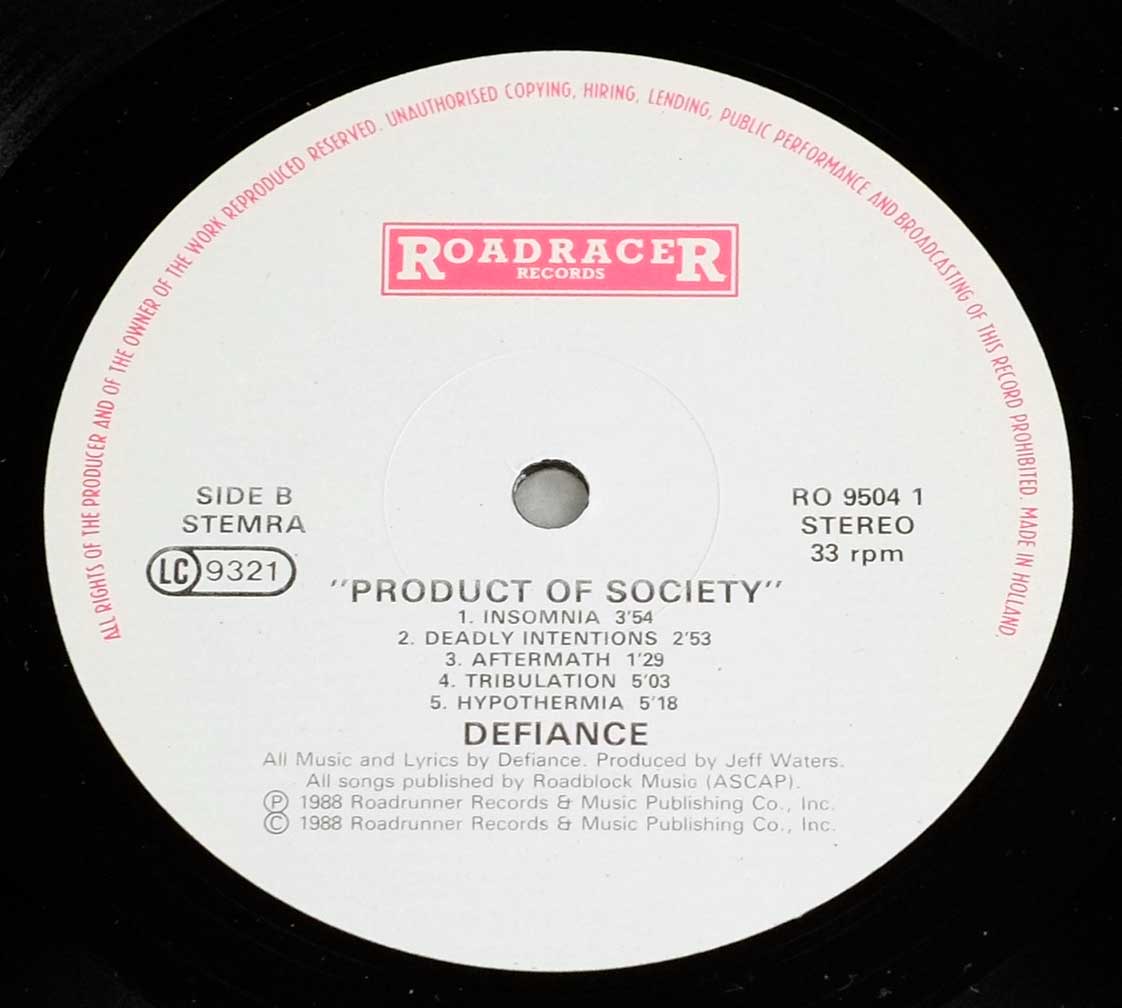 ALL RIGHTS OF THE PRODUCER AND OF THE OWNER OF THE WORK REPRODUCED RESERVED. UNAUTHORISED COPYING, HIRING, LENDING, PUBLIC PERFORMANCE AND BROADCASTING OF THIS RECORD PROHIBITED. MADE IN HOLLAND.
ROADRACER
RECORDS
SIDE B
STEMRA
LC 9321
RO 9504 1
STEREO
33 rpm
"PRODUCT OF SOCIETY"
1. INSOMNIA 3'54
2. DEADLY INTENTIONS 2'53
3. AFTERMATH 1'29
4. TRIBULATION 5'03
5. HYPOTHERMIA 5'18
DEFIANCE
All Music and Lyrics by Defiance. Produced by Jeff Waters.
All songs published by Roadblock Music (ASCAP).
Ⓟ 1988 Roadrunner Records & Music Publishing Co., Inc.
© 1988 Roadrunner Records & Music Publishing Co., Inc.